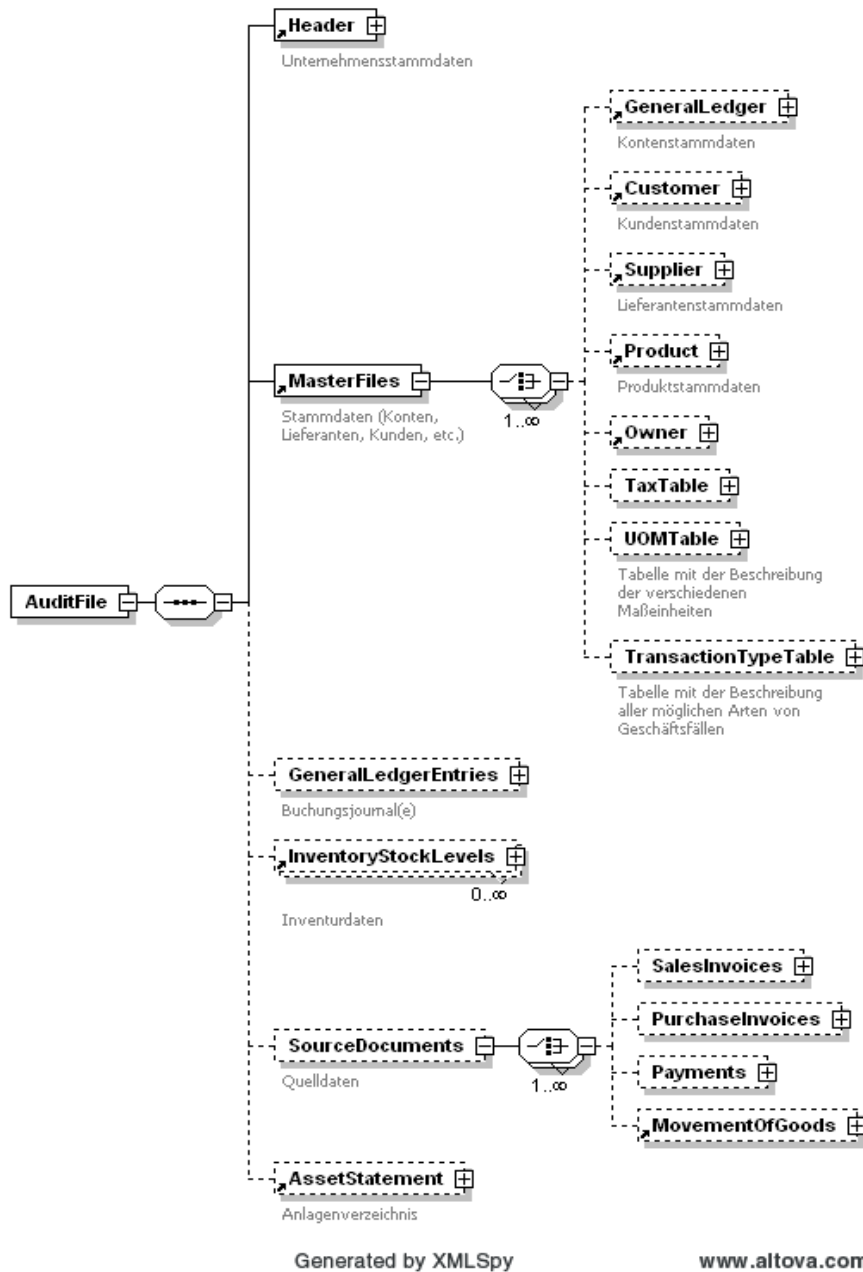 Header
Unternehmensstammdaten
GeneralLedger
Kontenstammdaten
Customer
Kundenstammdaten
Supplier
Lieferantenstammdaten
Product
Produktstammdaten
MasterFiles
Stammdaten (Konten,
Lieferanten, Kunden, etc.)
1..∞
Owner
TaxTable
UOMTable
Tabelle mit der Beschreibung
der verschiedenen
Maßeinheiten
AuditFile
TransactionTypeTable
Tabelle mit der Beschreibung
aller möglichen Arten von
Geschäftsfällen
GeneralLedgerEntries
Buchungsjournal(e)
InventoryStockLevels
0..∞
Inventurdaten
SalesInvoices
PurchaseInvoices
SourceDocuments
Quelldaten
1..∞
Payments
MovementOfGoods
AssetStatement
Anlagenverzeichnis
Generated by XMLSpy
www.altova.com